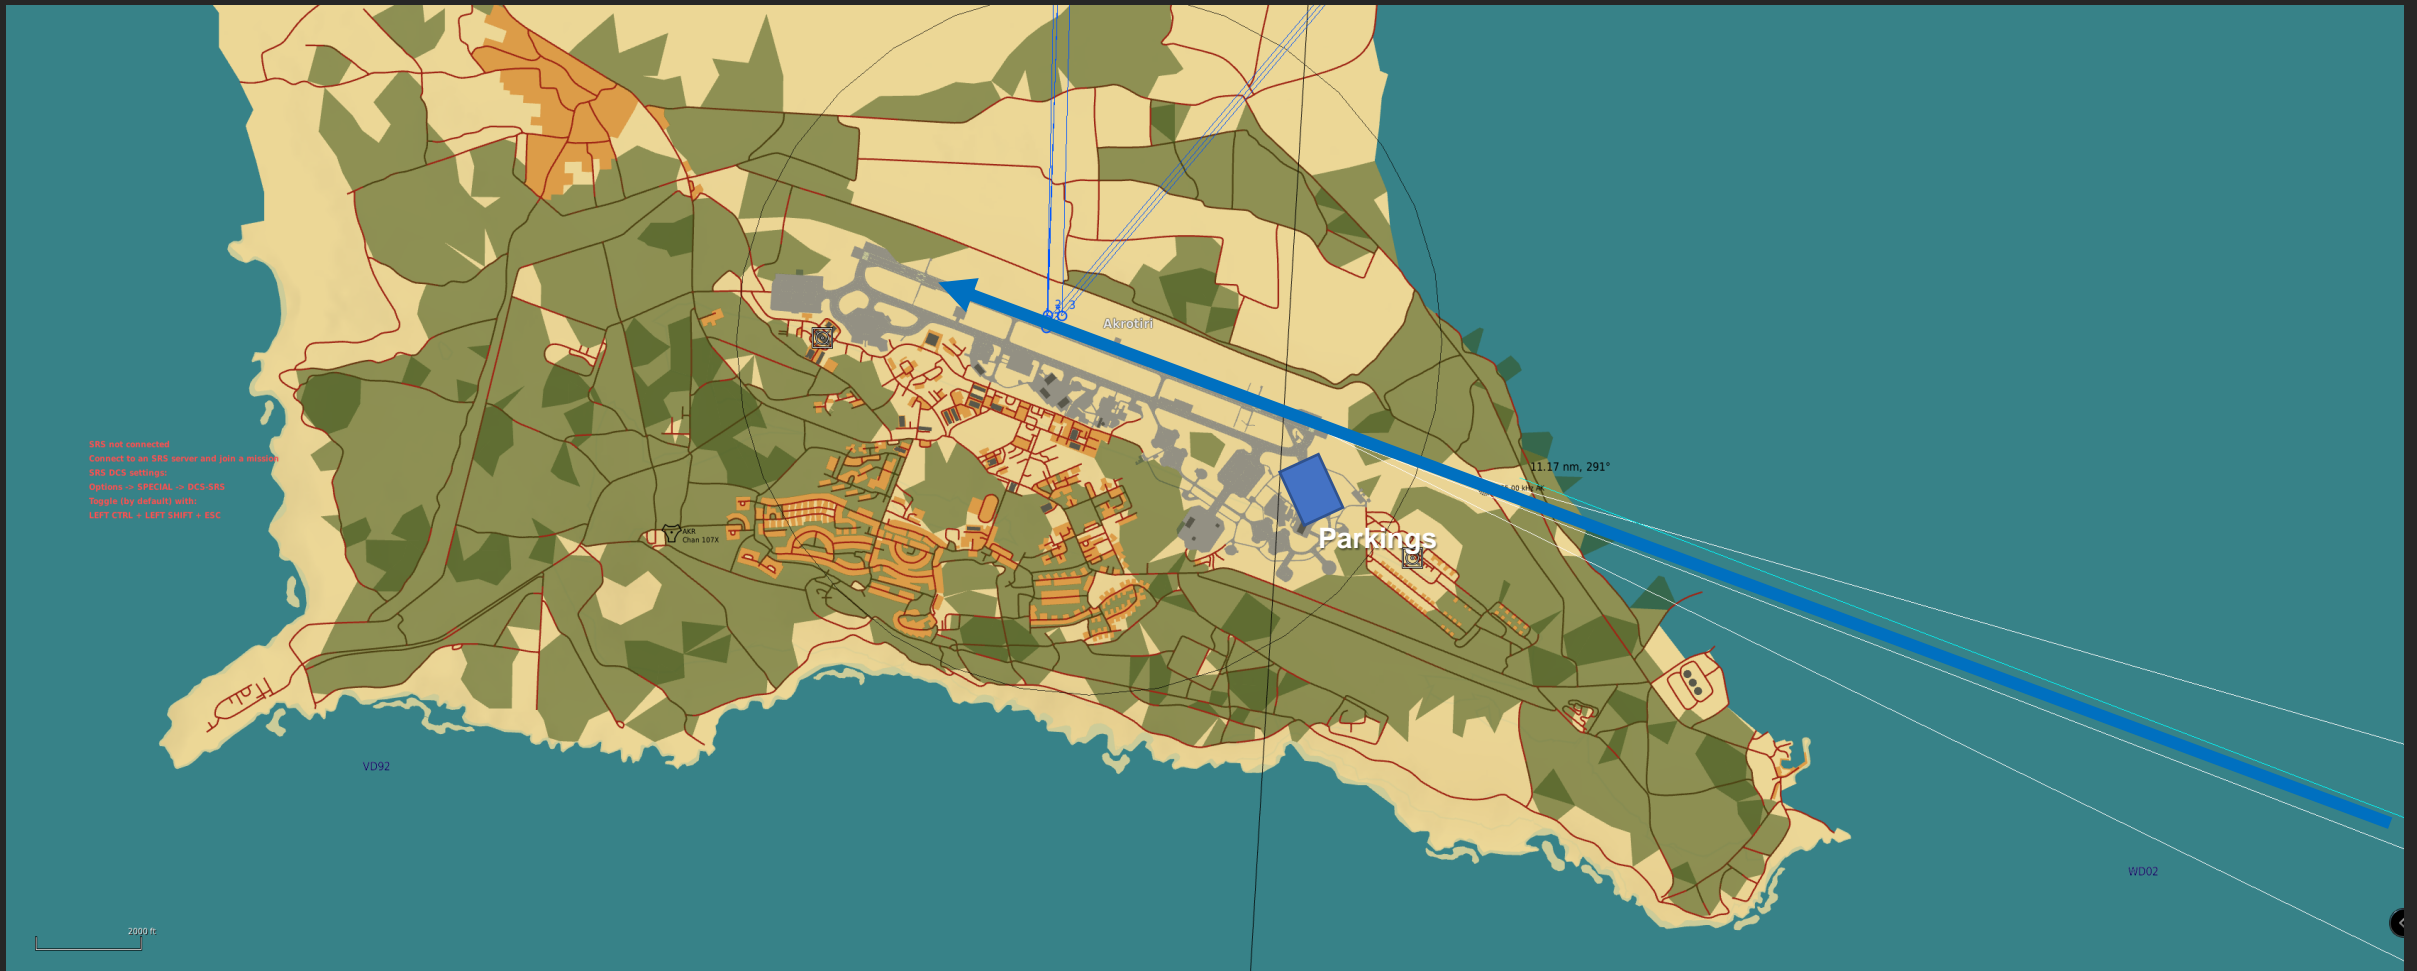 2
3
Akrotiri
SRS not connected
Connect to an SRS server and join a mission
SRS DCS settings:
Options -> SPECIAL -> DCS-SRS
Toggle (by default) with:
LEFT CTRL + LEFT SHIFT + ESC
11.17 nm, 291°
AKR
Chan 107X
Parkings
VD92
WD02
2000 ft